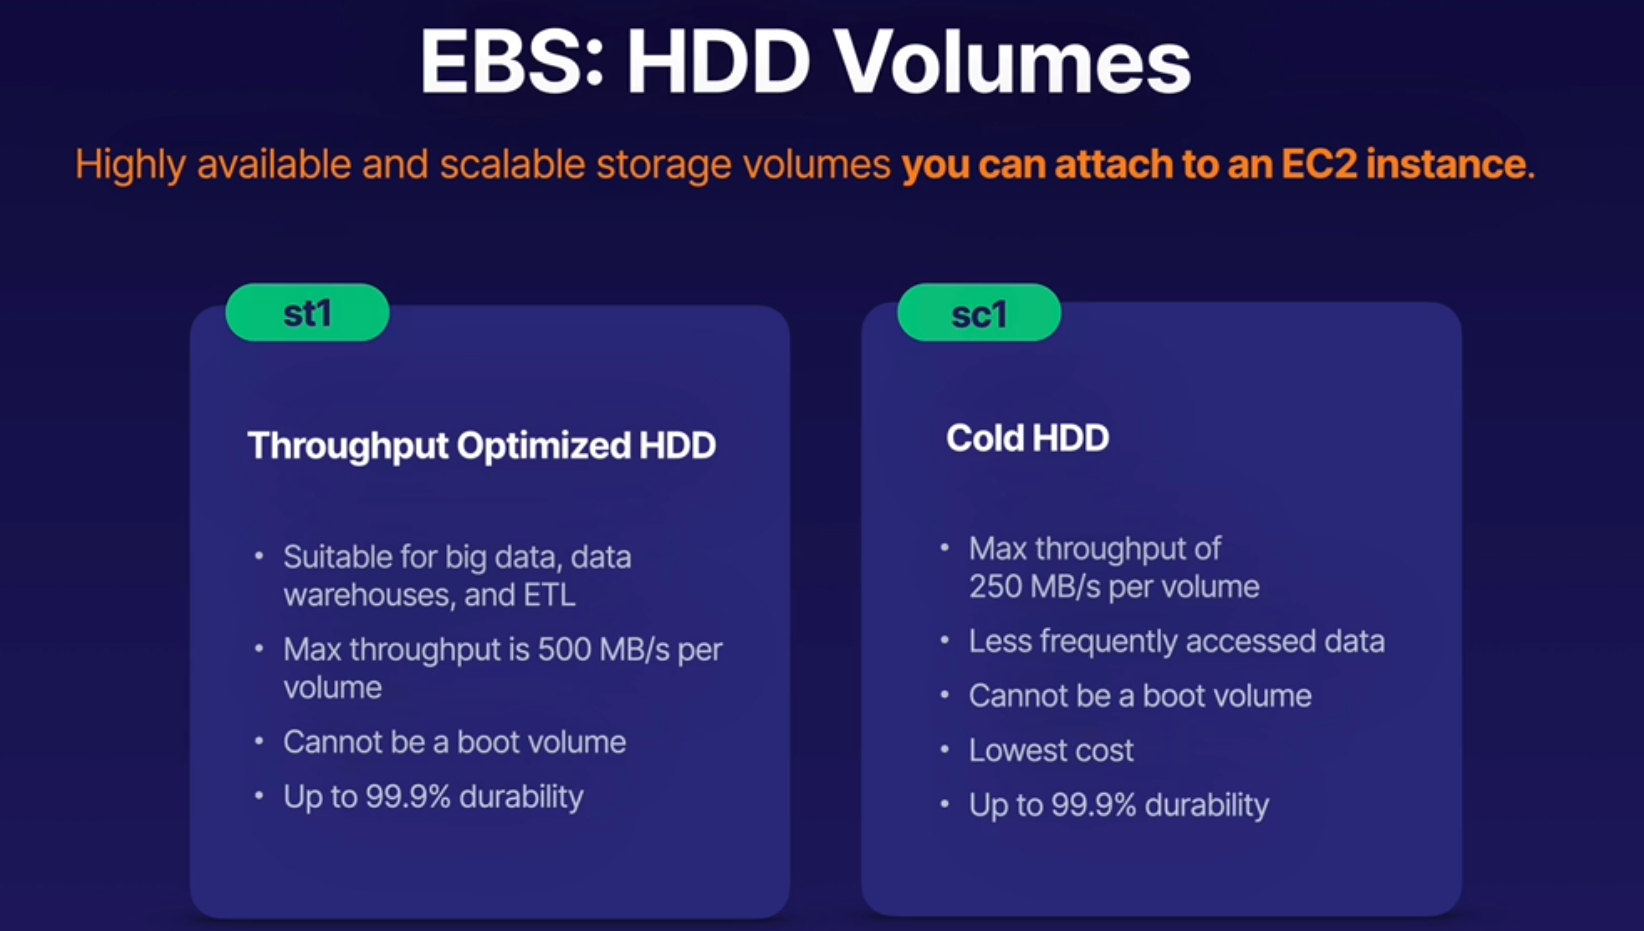 EBS: HDD Volumes
Highly available and scalable storage volumes you can attach to an EC2 instance.
st1
Throughput Optimized HDD
• Suitable for big data, data
warehouses, and ETL
• Max throughput is 500 MB/s per
volume
• Cannot be a boot volume
• Up to 99.9% durability
sc1
Cold HDD
• Max throughput of
250 MB/s per volume
• Less frequently accessed data
• Cannot be a boot volume
• Lowest cost
• Up to 99.9% durability